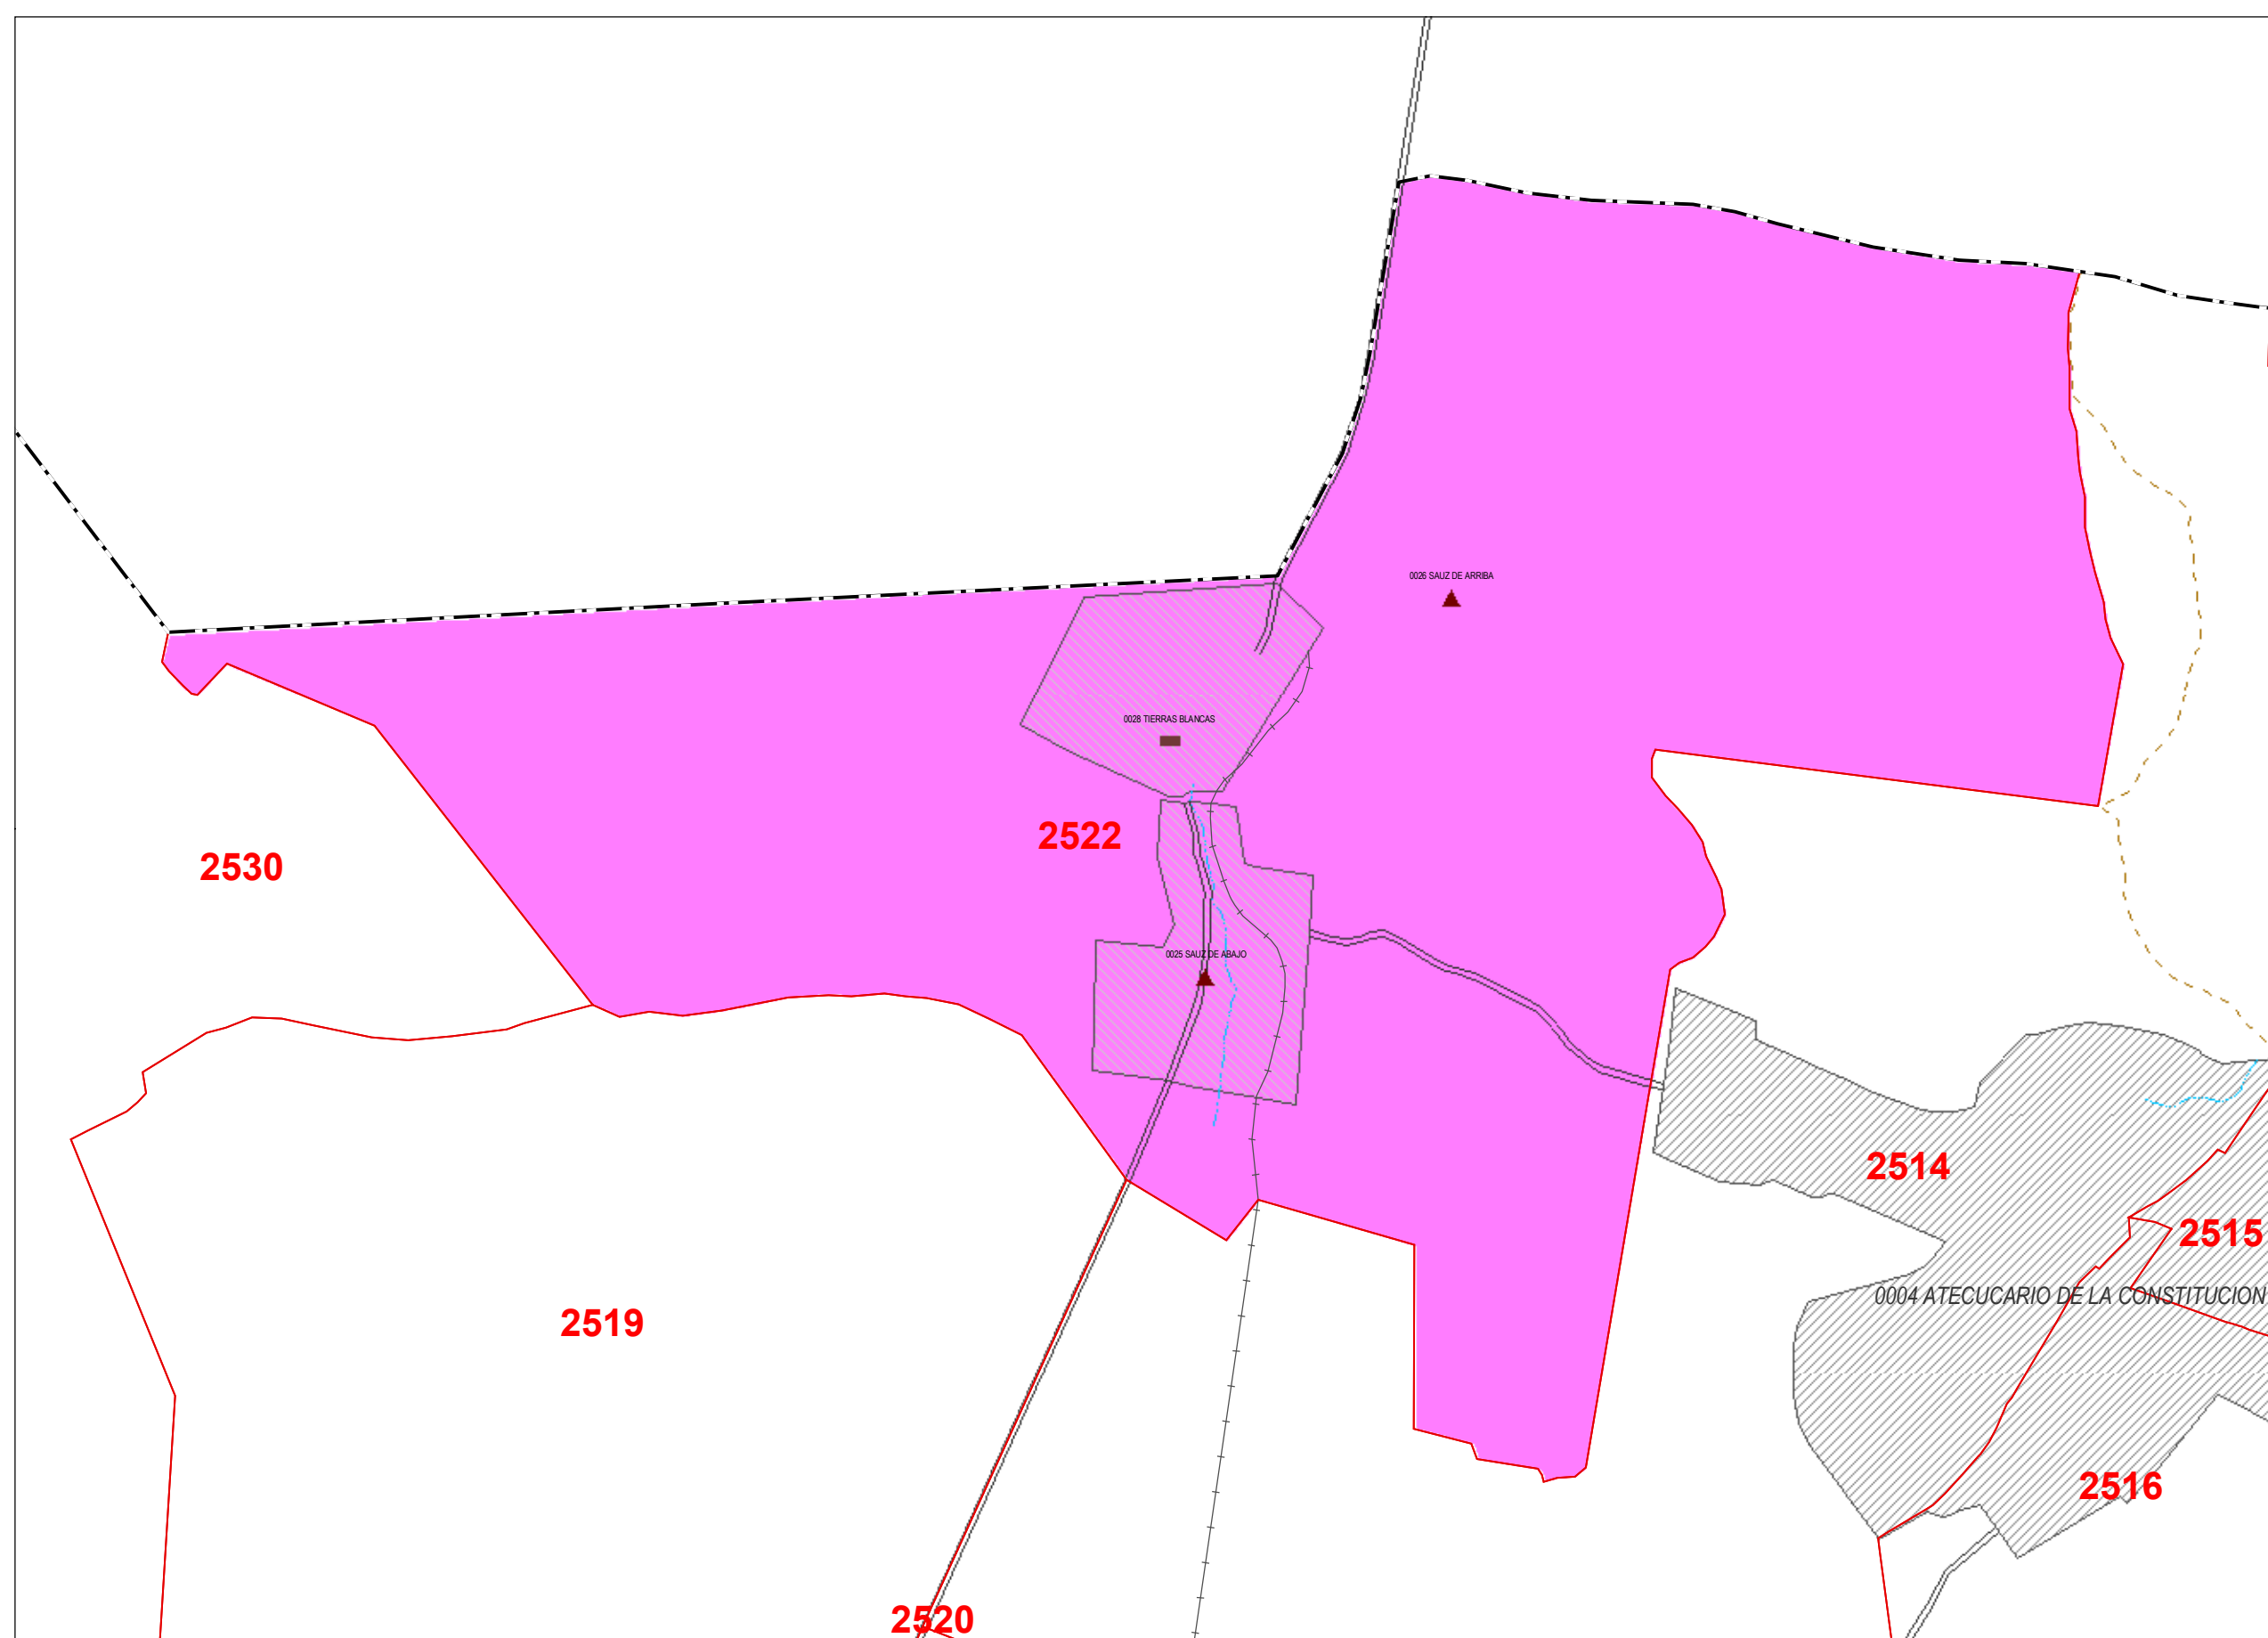 0026 SAUZ DE ARRIBA
0028 TIERRAS BLANCAS
2522
2530
0025 SAUZ DE ABAJO
2514
2515
0004 ATECUCARIO DE LA CONSTITUCION
2519
2516
2520